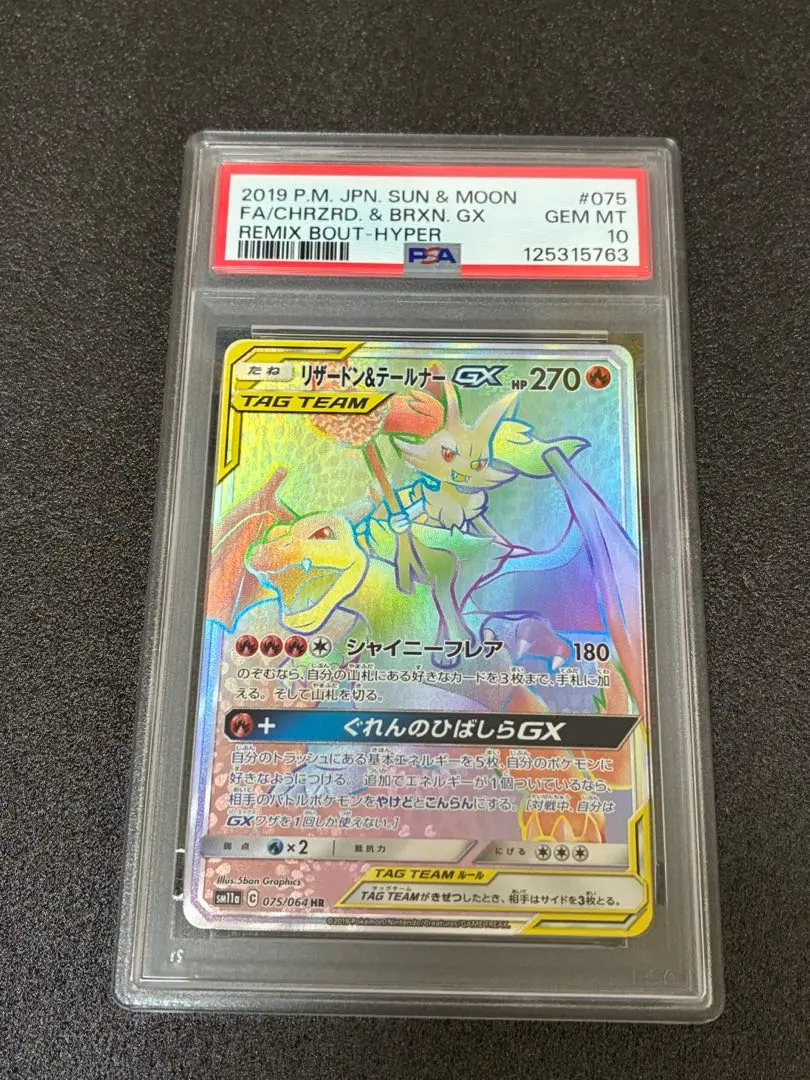 2019 P.M. JPN. SUN & MOON #075
FA/CHRZRD. & BRXN. GX GEM MT
REMIX BOUT-HYPER 10
PSA 125315763
たね リザードン&テールナーGX HP270
TAG TEAM
シャイニーフレア 180
のぞむなら、自分の山札にある好きなカードを3枚まで、手札に加
える。そして山札を切る。
+ ぐれんのひばしらGX
自分のトラッシュにある基本エネルギーを5枚、自分のポケモンに
好きなようにつける。追加でエネルギーが1個ついているなら、
相手のバトルポケモンをやけどとこんらんにする。[対戦中、自分は
GXワザを1回しか使えない。]
弱点 ×2 抵抗力 にげる
illus.5ban Graphics
TAG TEAM ルール
TAG TEAMがきぜつしたとき、相手はサイドを3枚とる。
sm11a C 075/064 HR
©2019 Pokémon/Nintendo/Creatures/GAME FREAK.